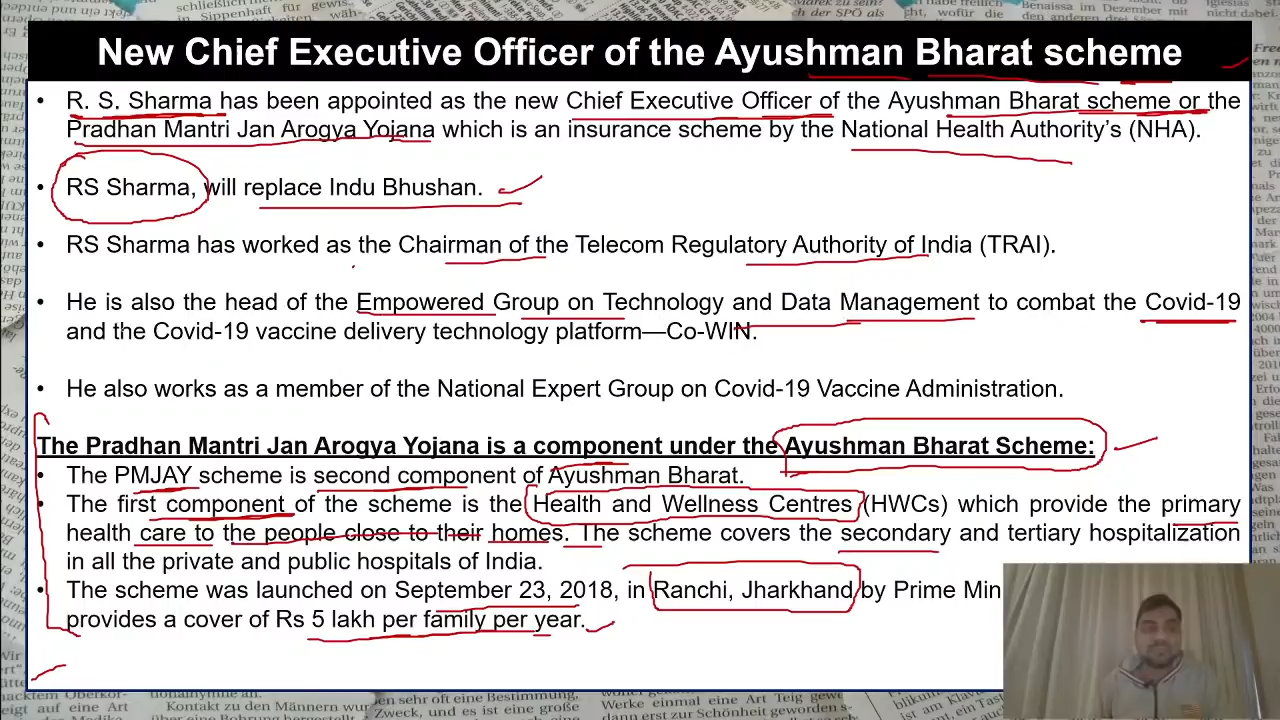 New Chief Executive Officer of the Ayushman Bharat scheme
• R. S. Sharma has been appointed as the new Chief Executive Officer of the Ayushman Bharat scheme or the
Pradhan Mantri Jan Arogya Yojana which is an insurance scheme by the National Health Authority's (NHA).
• RS Sharma, will replace Indu Bhushan.
• RS Sharma has worked as the Chairman of the Telecom Regulatory Authority of India (TRAI).
• He is also the head of the Empowered Group on Technology and Data Management to combat the Covid-19
and the Covid-19 vaccine delivery technology platform—Co-WIN.
• He also works as a member of the National Expert Group on Covid-19 Vaccine Administration.
The Pradhan Mantri Jan Arogya Yojana is a component under the Ayushman Bharat Scheme:
• The PMJAY scheme is second component of Ayushman Bharat.
• The first component of the scheme is the Health and Wellness Centres (HWCs) which provide the primary
health care to the people close to their homes. The scheme covers the secondary and tertiary hospitalization
in all the private and public hospitals of India.
• The scheme was launched on September 23, 2018, in Ranchi, Jharkhand by Prime Min
provides a cover of Rs 5 lakh per family per year.